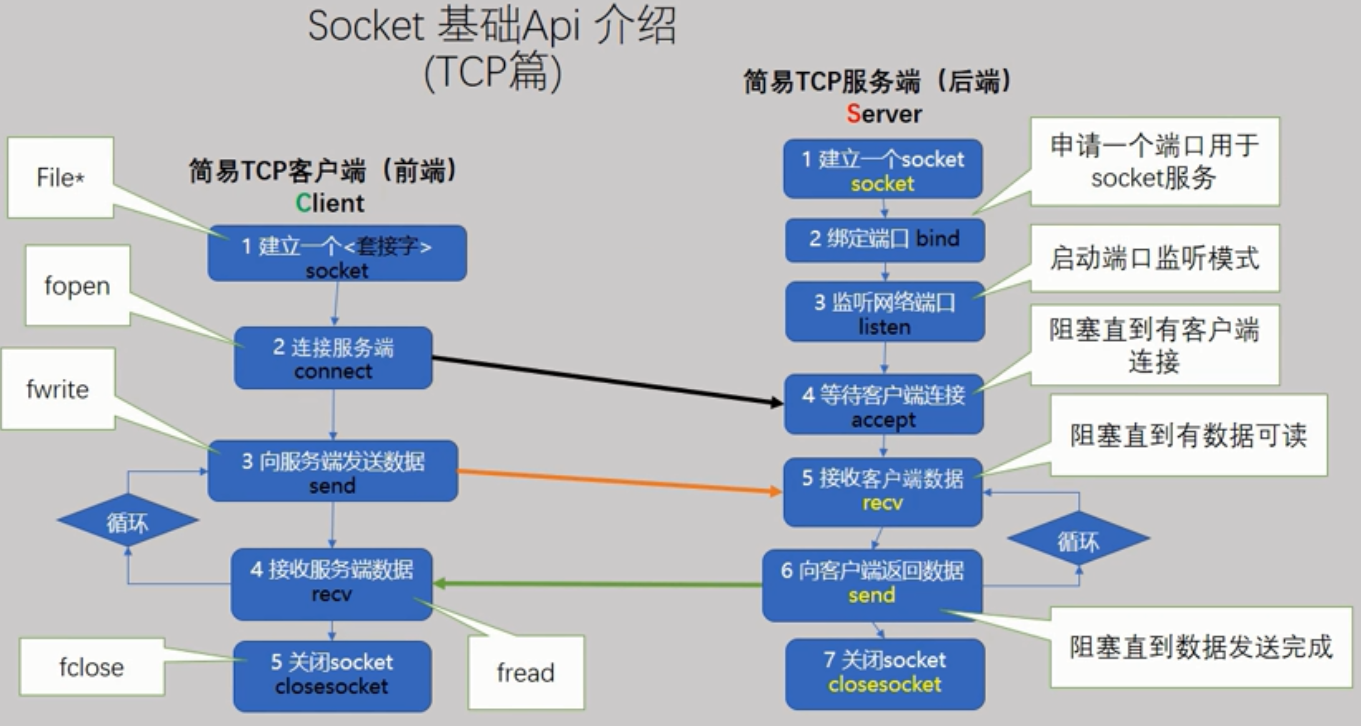 Socket 基础Api 介绍
(TCP篇)
简易TCP客户端（前端）
Client
File*
1 建立一个<套接字>
socket
fopen
2 连接服务端
connect
fwrite
3 向服务端发送数据
send
循环
4 接收服务端数据
recv
fread
fclose
5 关闭socket
closesocket
简易TCP服务端（后端）
Server
1 建立一个socket
socket
申请一个端口用于
socket服务
2 绑定端口 bind
启动端口监听模式
3 监听网络端口
listen
阻塞直到有客户端
连接
4 等待客户端连接
accept
阻塞直到有数据可读
5 接收客户端数据
recv
循环
6 向客户端返回数据
send
阻塞直到数据发送完成
7 关闭socket
closesocket